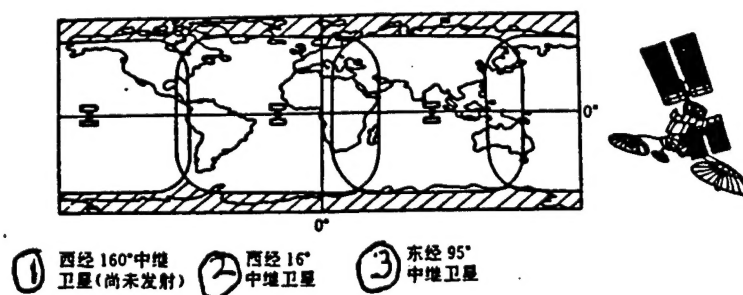 0°
0°
① 西经 160°中继
卫星(尚未发射)
② 西经 16°
中继卫星
③ 东经 95°
中继卫星